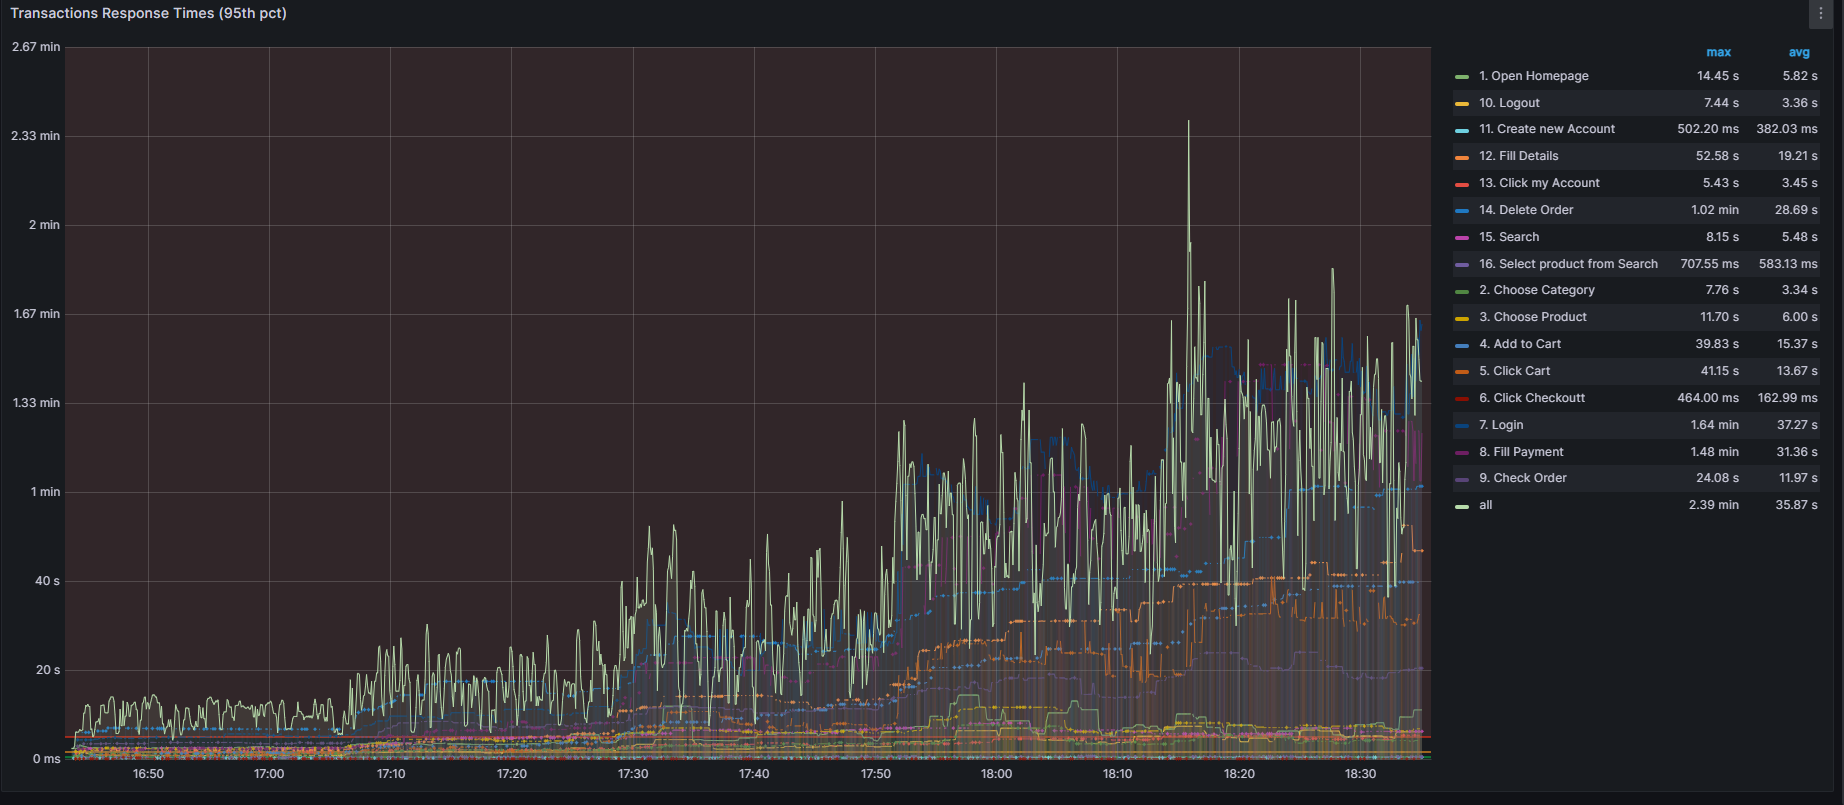 Transactions Response Times (95th pct)
2.67 min
2.33 min
2 min
1.67 min
1.33 min
1 min
40 s
20 s
0 ms
16:50 17:00 17:10 17:20 17:30 17:40 17:50 18:00 18:10 18:20 18:30
max avg
1. Open Homepage 14.45 s 5.82 s
10. Logout 7.44 s 3.36 s
11. Create new Account 502.20 ms 382.03 ms
12. Fill Details 52.58 s 19.21 s
13. Click my Account 5.43 s 3.45 s
14. Delete Order 1.02 min 28.69 s
15. Search 8.15 s 5.48 s
16. Select product from Search 707.55 ms 583.13 ms
2. Choose Category 7.76 s 3.34 s
3. Choose Product 11.70 s 6.00 s
4. Add to Cart 39.83 s 15.37 s
5. Click Cart 41.15 s 13.67 s
6. Click Checkoutt 464.00 ms 162.99 ms
7. Login 1.64 min 37.27 s
8. Fill Payment 1.48 min 31.36 s
9. Check Order 24.08 s 11.97 s
all 2.39 min 35.87 s